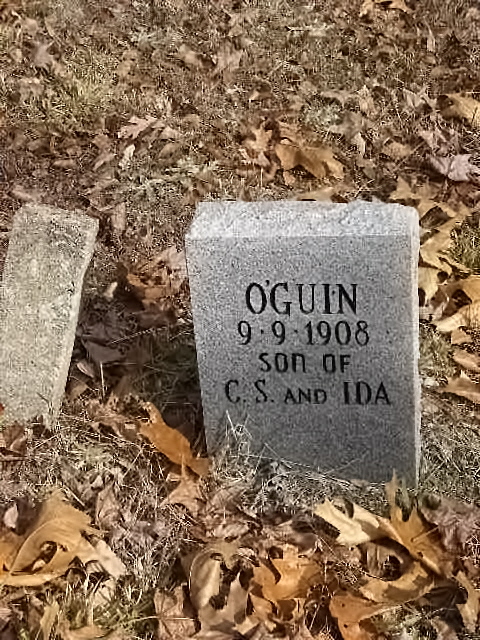 O'GUIN
9·9·1908
SON OF
C. S. AND IDA